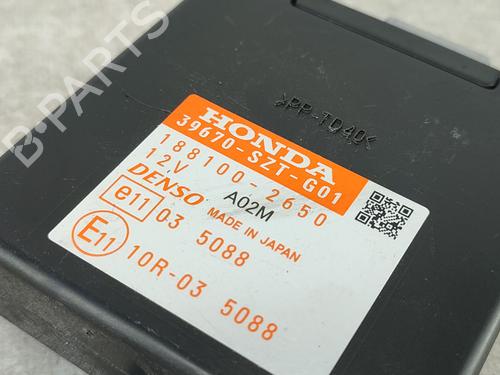 B-PARTS
>PP-TD40<
HONDA
39670-SZT-G01
188100-2650
12V
DENSO A02M
MADE IN JAPAN
e11 03 5088
E11 10R-03 5088